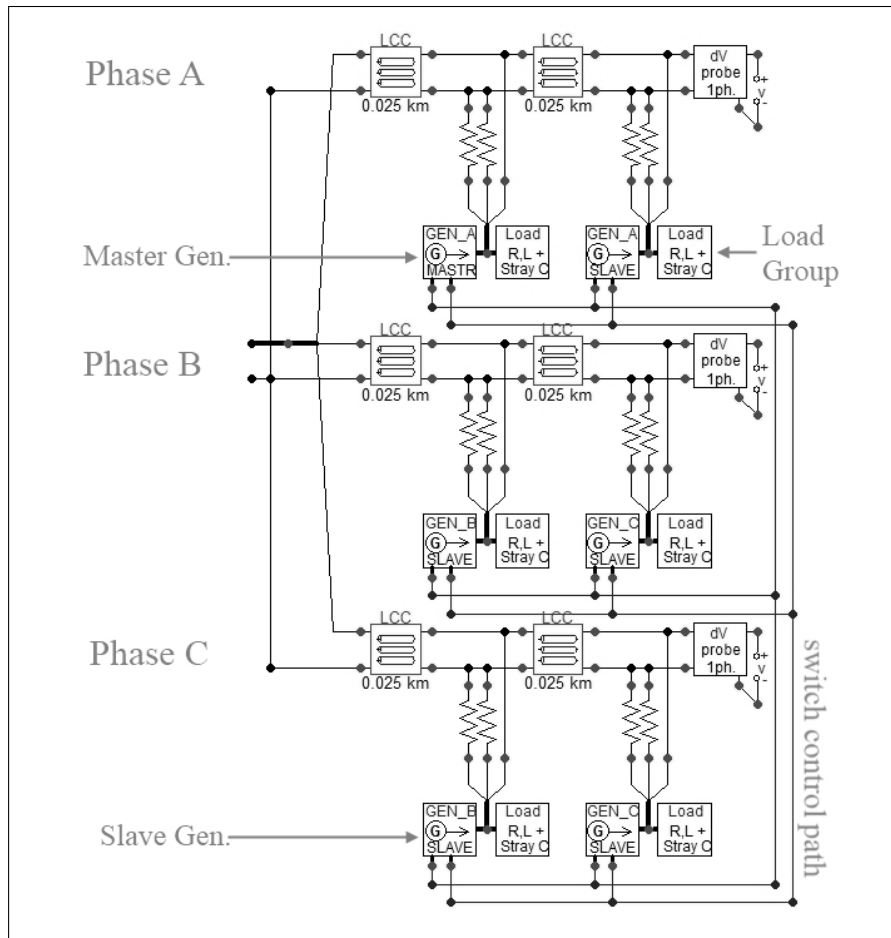 Phase A
LCC
LCC
0.025 km
0.025 km
dV
probe
1ph.
+
v
-
Master Gen.
GEN_A
G
MASTR
Load
R,L +
Stray C
GEN_A
G
SLAVE
Load
R,L +
Stray C
Load
Group
Phase B
LCC
LCC
0.025 km
0.025 km
dV
probe
1ph.
+
v
-
GEN_B
G
SLAVE
Load
R,L +
Stray C
GEN_C
G
SLAVE
Load
R,L +
Stray C
Phase C
LCC
LCC
0.025 km
0.025 km
dV
probe
1ph.
+
v
-
switch control path
Slave Gen.
GEN_B
G
SLAVE
Load
R,L +
Stray C
GEN_C
G
SLAVE
Load
R,L +
Stray C